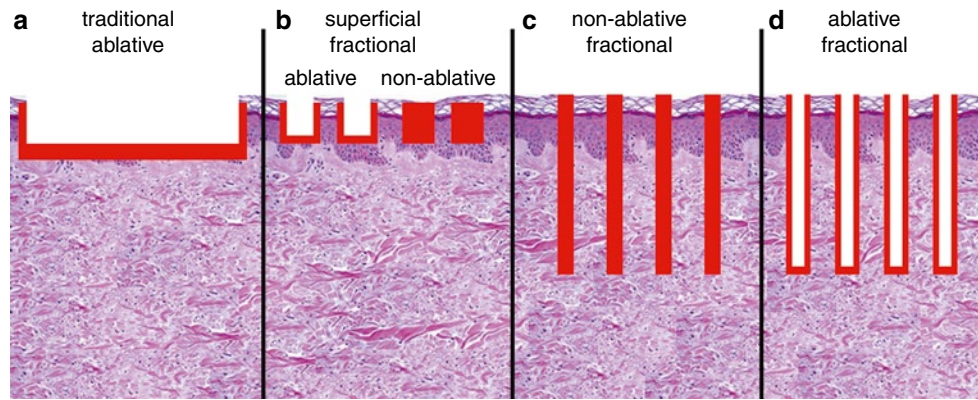 a
traditional
ablative
b
superficial
fractional
ablative
non-ablative
c
non-ablative
fractional
d
ablative
fractional